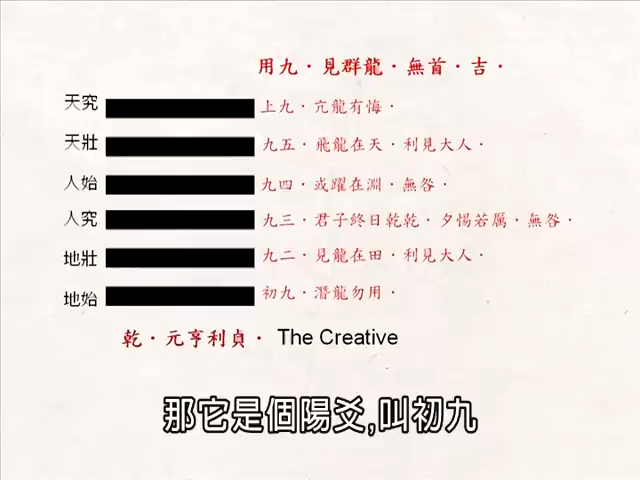 用九·見群龍·無首·吉·
天究 上九·亢龍有悔·
天壯 九五·飛龍在天·利見大人·
人始 九四·或躍在淵·無咎·
人究 九三·君子終日乾乾·夕惕若厲·無咎·
地壯 九二·見龍在田·利見大人·
地始 初九·潛龍勿用·
乾·元亨利貞· The Creative
那它是個陽爻,叫初九